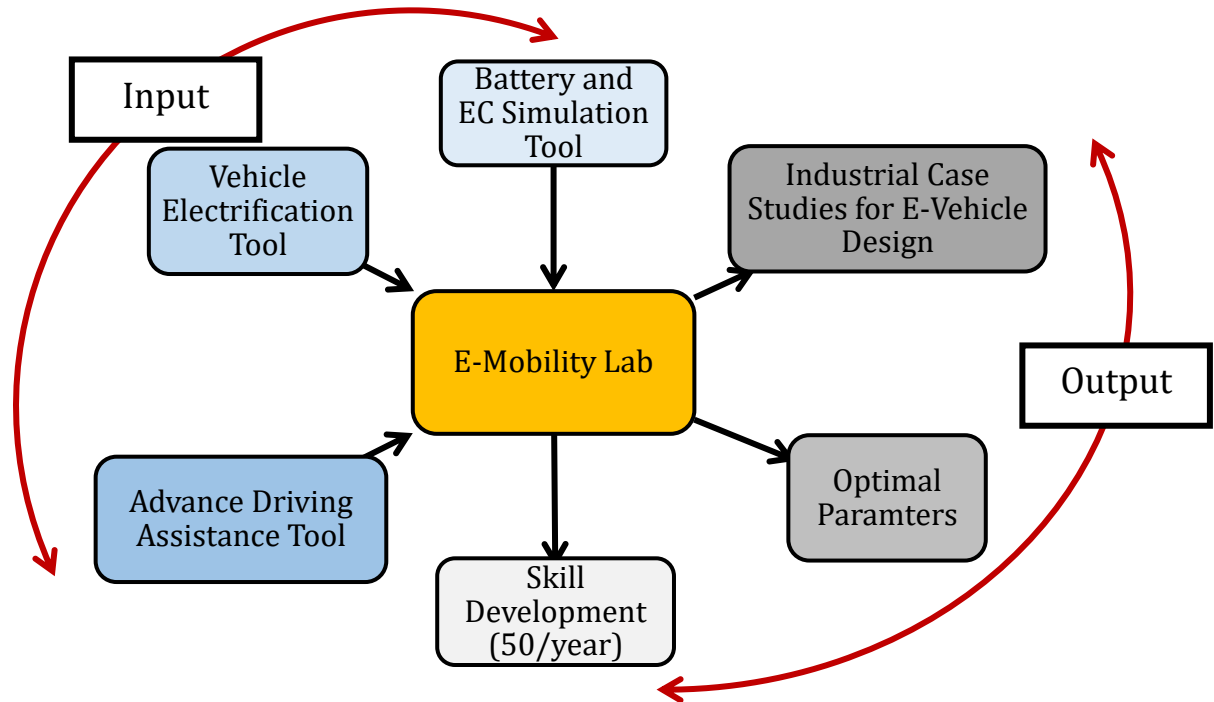 Input
Battery and
EC Simulation
Tool
Vehicle
Electrification
Tool
Industrial Case
Studies for E-Vehicle
Design
E-Mobility Lab
Output
Advance Driving
Assistance Tool
Optimal
Paramters
Skill
Development
(50/year)